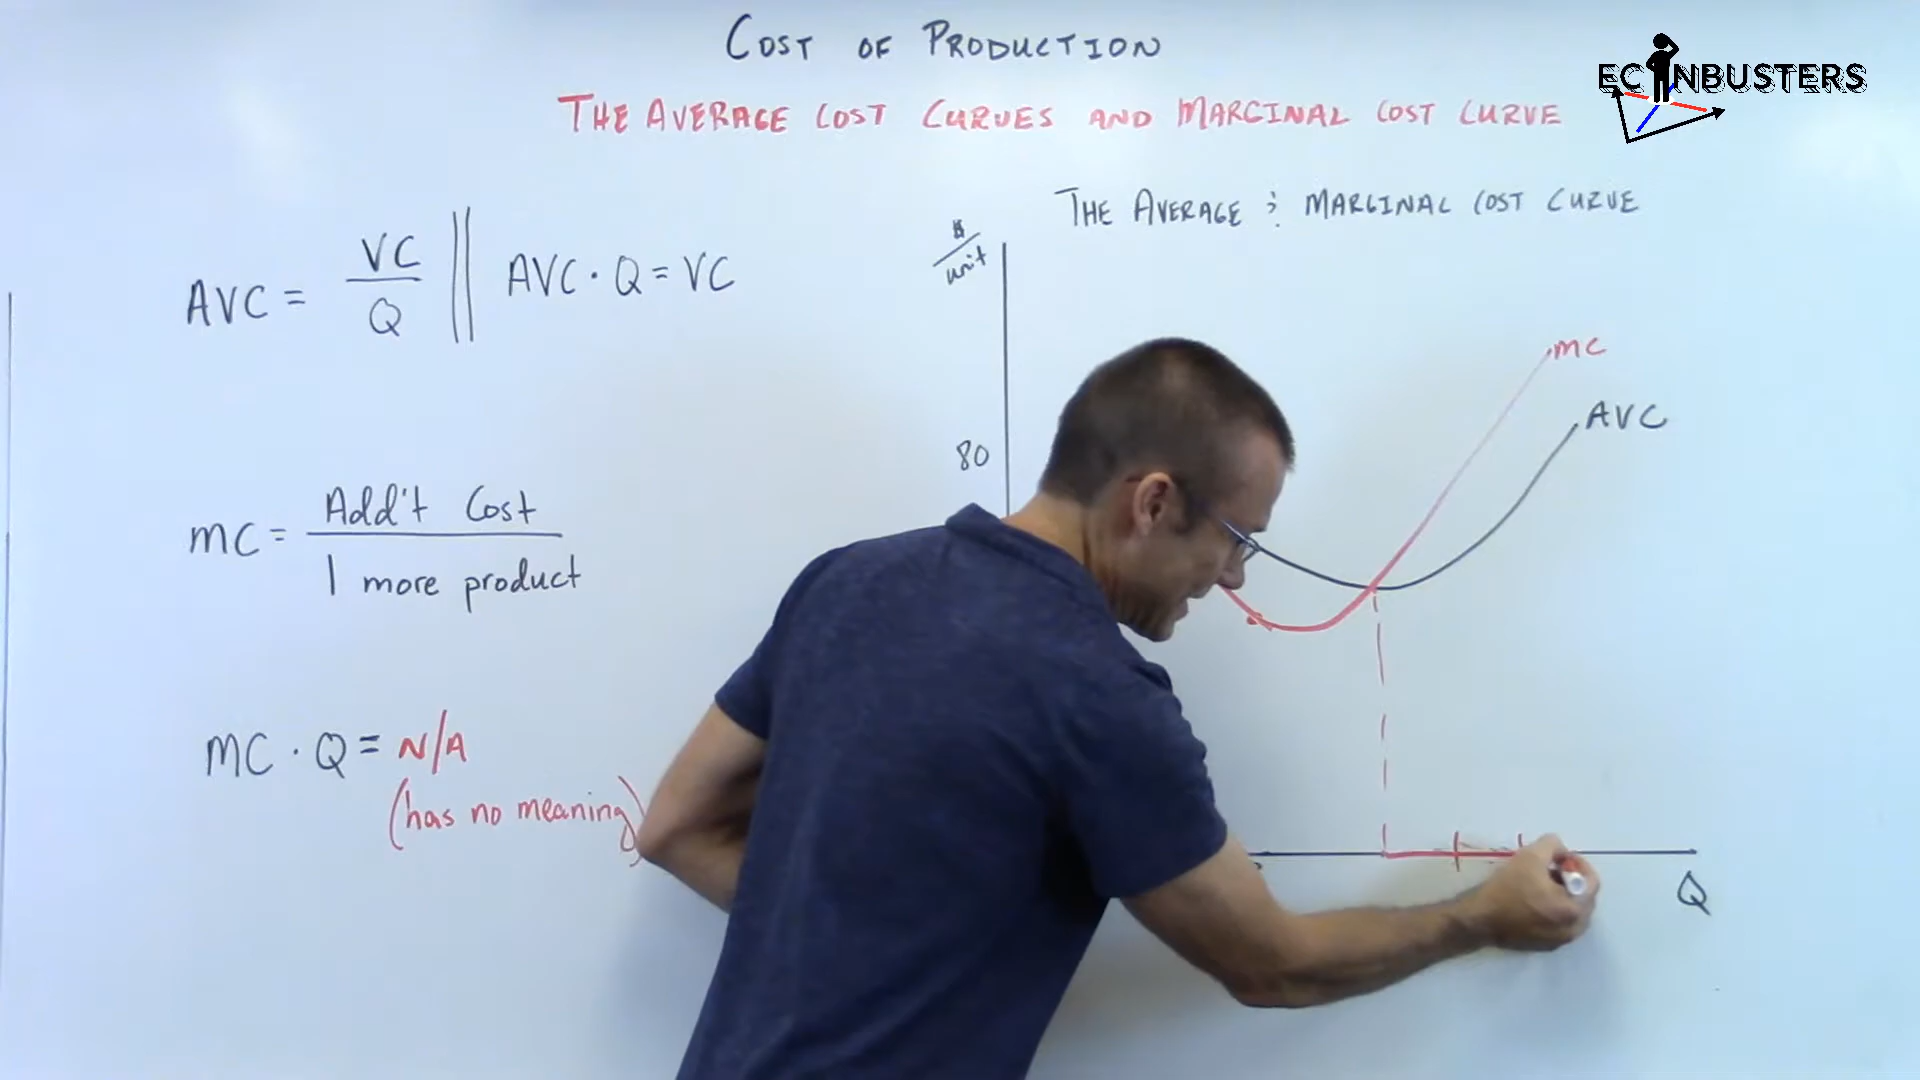 COST OF PRODUCTION
THE AVERAGE COST CURVES AND MARGINAL COST CURVE
ECONBUSTERS
THE AVERAGE & MARGINAL COST CURVE
$/unit
AVC = VC/Q || AVC · Q = VC
MC
AVC
80
MC = Add't Cost / 1 more product
MC · Q = N/A
(has no meaning)
Q